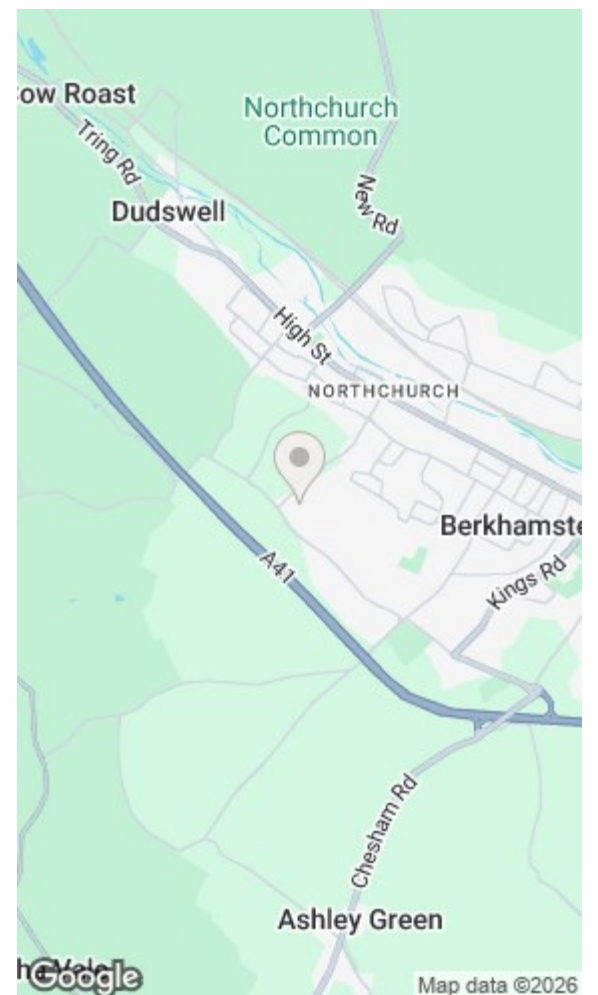 ow Roast
Northchurch
Common
Tring Rd
New Rd
Dudswell
High St
NORTHCHURCH
Berkhamste
A41
Kings Rd
Chesham Rd
Ashley Green
Google
Map data ©2026